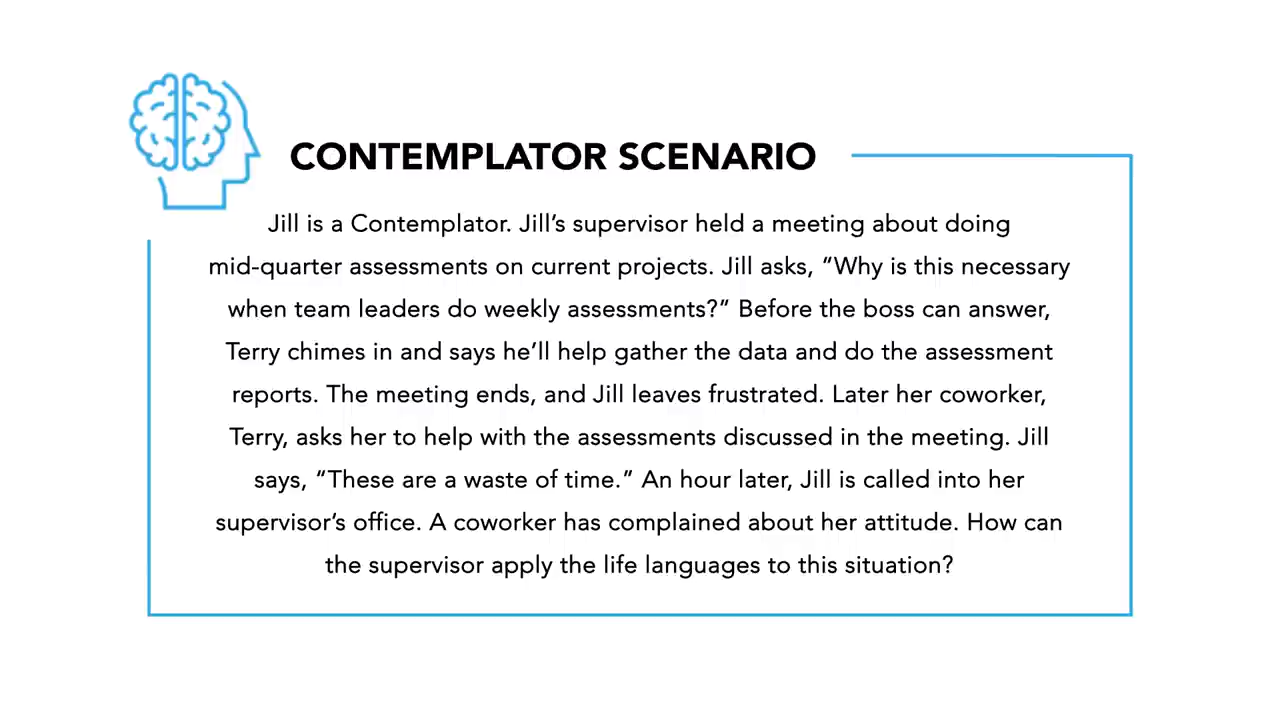 CONTEMPLATOR SCENARIO
Jill is a Contemplator. Jill’s supervisor held a meeting about doing
mid-quarter assessments on current projects. Jill asks, “Why is this necessary
when team leaders do weekly assessments?” Before the boss can answer,
Terry chimes in and says he’ll help gather the data and do the assessment
reports. The meeting ends, and Jill leaves frustrated. Later her coworker,
Terry, asks her to help with the assessments discussed in the meeting. Jill
says, “These are a waste of time.” An hour later, Jill is called into her
supervisor’s office. A coworker has complained about her attitude. How can
the supervisor apply the life languages to this situation?